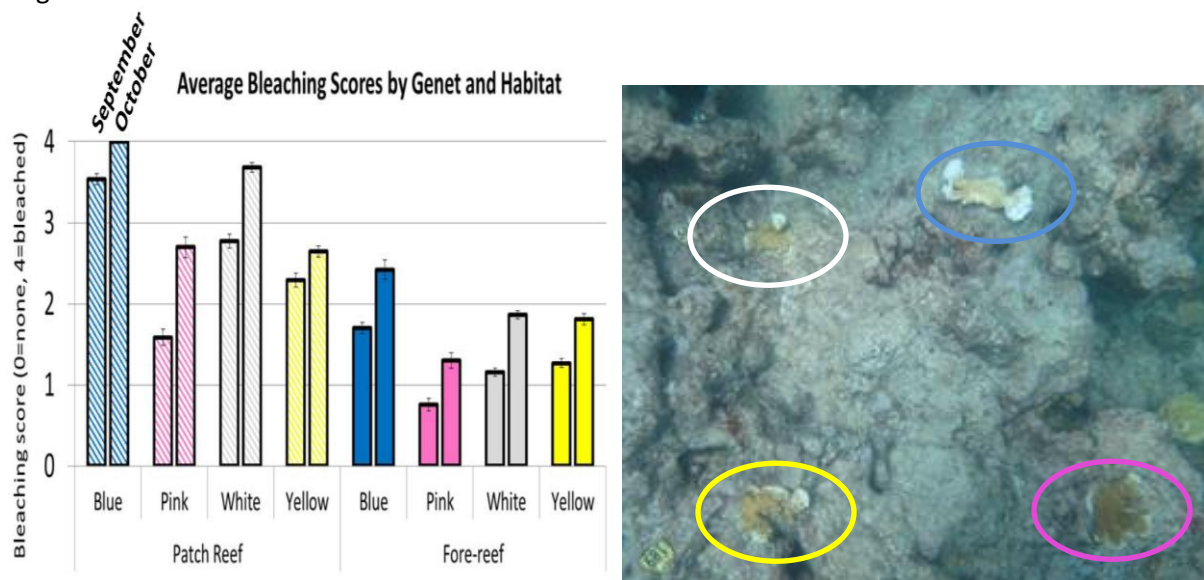 September
October
Average Bleaching Scores by Genet and Habitat
Bleaching score (0=none, 4=bleached)
4
3
2
1
0
Blue Pink White Yellow Blue Pink White Yellow
Patch Reef Fore-reef